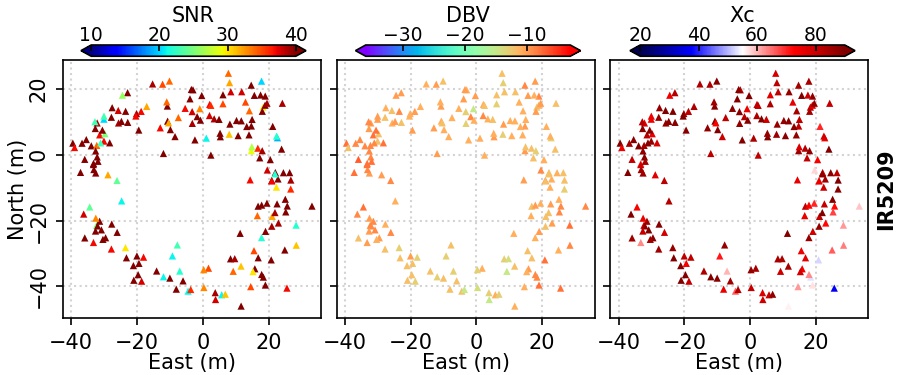 SNR DBV Xc
10 20 30 40 −30 −20 −10 20 40 60 80
20
0
−20
−40
North (m)
IR5209
−40 −20 0 20 −40 −20 0 20 −40 −20 0 20
East (m) East (m) East (m)